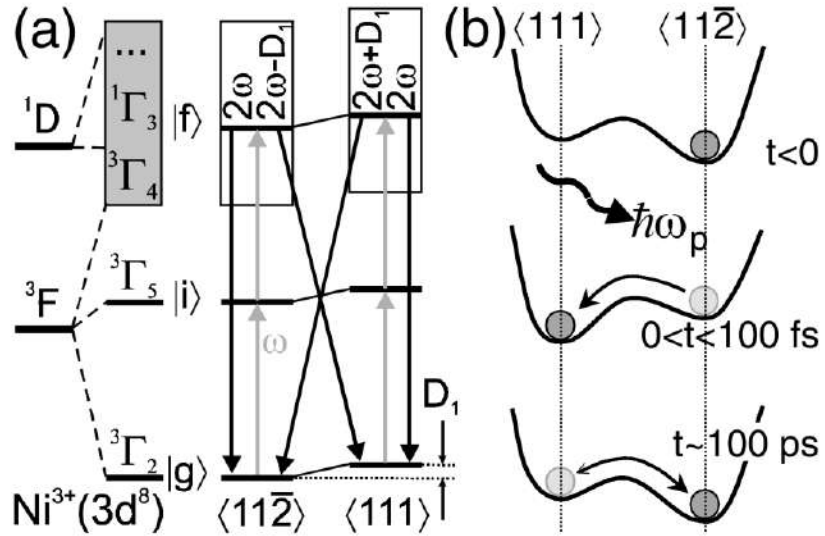 (a)
...
¹D
¹Γ₃
³Γ₄
|f⟩
2ω
2ω-D₁
2ω+D₁
2ω
³F
³Γ₅
|i⟩
ω
D₁
³Γ₂
|g⟩
Ni³⁺(3d⁸)
⟨112̅⟩
⟨111⟩
(b)
⟨111⟩
⟨112̅⟩
t<0
ħωₚ
0<t<100 fs
t~100 ps